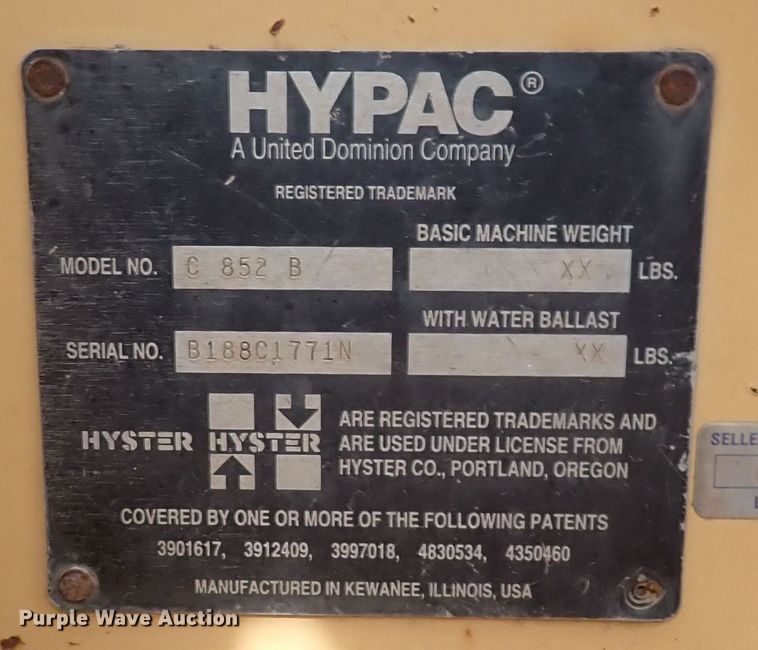 HYPAC®
A United Dominion Company
REGISTERED TRADEMARK
BASIC MACHINE WEIGHT
MODEL NO. C 852 B XX LBS.
WITH WATER BALLAST
SERIAL NO. B188C1771N XX LBS.
HYSTER HYSTER
ARE REGISTERED TRADEMARKS AND
ARE USED UNDER LICENSE FROM
HYSTER CO., PORTLAND, OREGON
COVERED BY ONE OR MORE OF THE FOLLOWING PATENTS
3901617, 3912409, 3997018, 4830534, 4350460
MANUFACTURED IN KEWANEE, ILLINOIS, USA
SELLE
Purple Wave Auction